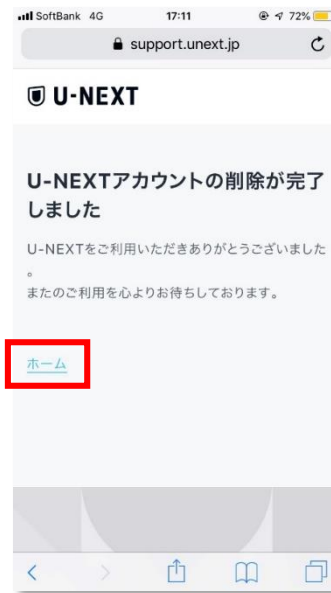 SoftBank 4G 17:11 72%
support.unext.jp
U-NEXT
U-NEXTアカウントの削除が完了
しました
U-NEXTをご利用いただきありがとうございました
。
またのご利用を心よりお待ちしております。
ホーム